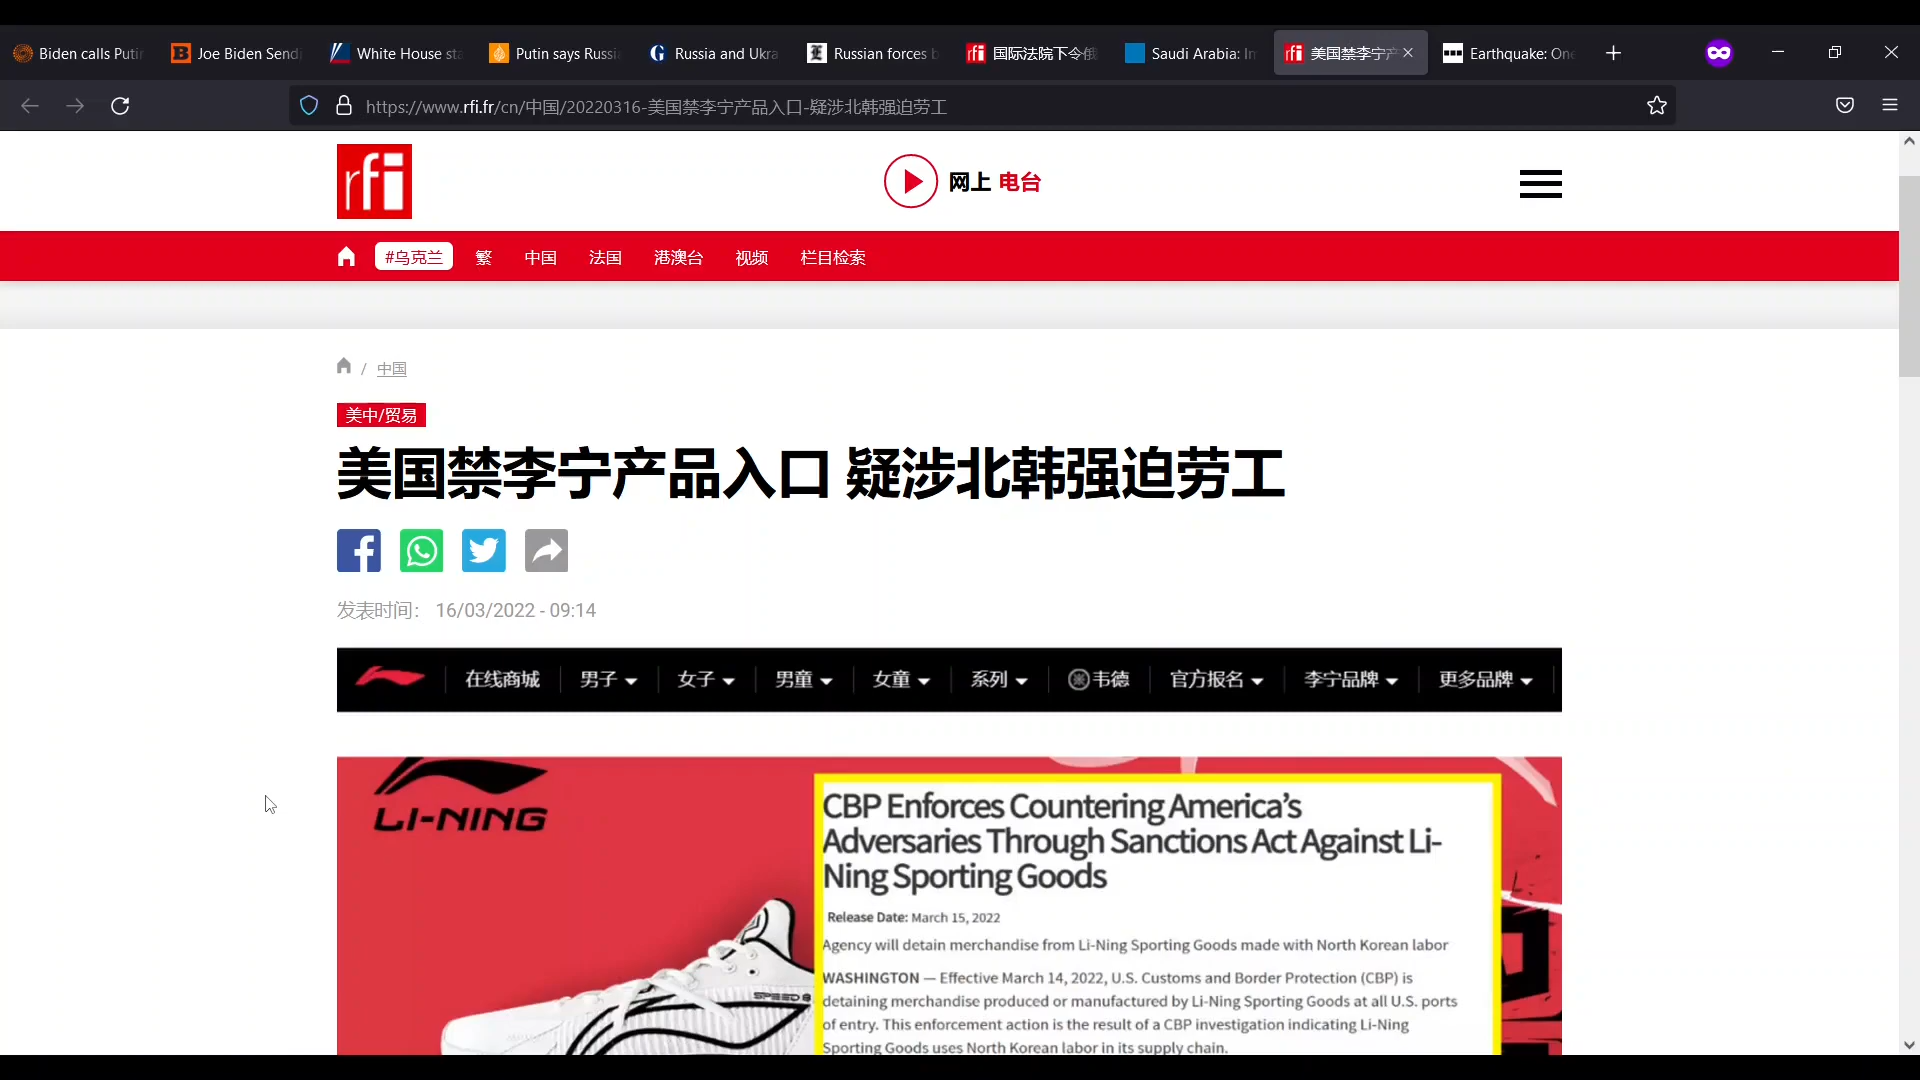 Biden calls Puti
Joe Biden Sendi
White House sta
Putin says Russi
Russia and Ukra
Russian forces b
国际法院下令俄
Saudi Arabia: I
美国禁李宁产
Earthquake: One
https://www.rfi.fr/cn/中国/20220316-美国禁李宁产品入口-疑涉北韩强迫劳工
rfi
网上 电台
#乌克兰 繁 中国 法国 港澳台 视频 栏目检索
/ 中国
美中/贸易
美国禁李宁产品入口 疑涉北韩强迫劳工
发表时间： 16/03/2022 - 09:14
在线商城 男子 女子 男童 女童 系列 韦德 官方报名 李宁品牌 更多品牌
LI-NING
CBP Enforces Countering America’s
Adversaries Through Sanctions Act Against Li-
Ning Sporting Goods
Release Date: March 15, 2022
Agency will detain merchandise from Li-Ning Sporting Goods made with North Korean labor
WASHINGTON — Effective March 14, 2022, U.S. Customs and Border Protection (CBP) is
detaining merchandise produced or manufactured by Li-Ning Sporting Goods at all U.S. ports
of entry. This enforcement action is the result of a CBP investigation indicating Li-Ning
Sporting Goods uses North Korean labor in its supply chain.
SPEED